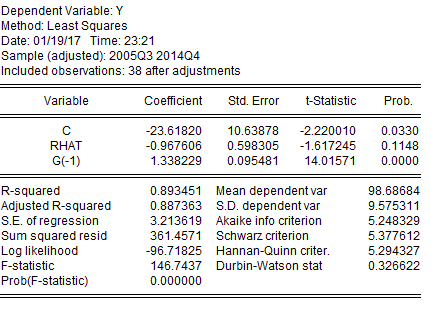 Dependent Variable: Y
Method: Least Squares
Date: 01/19/17 Time: 23:21
Sample (adjusted): 2005Q3 2014Q4
Included observations: 38 after adjustments
Variable Coefficient Std. Error t-Statistic Prob.
C -23.61820 10.63878 -2.220010 0.0330
RHAT -0.967606 0.598305 -1.617245 0.1148
G(-1) 1.338229 0.095481 14.01571 0.0000
R-squared 0.893451 Mean dependent var 98.68684
Adjusted R-squared 0.887363 S.D. dependent var 9.575311
S.E. of regression 3.213619 Akaike info criterion 5.248329
Sum squared resid 361.4571 Schwarz criterion 5.377612
Log likelihood -96.71825 Hannan-Quinn criter. 5.294327
F-statistic 146.7437 Durbin-Watson stat 0.326622
Prob(F-statistic) 0.000000